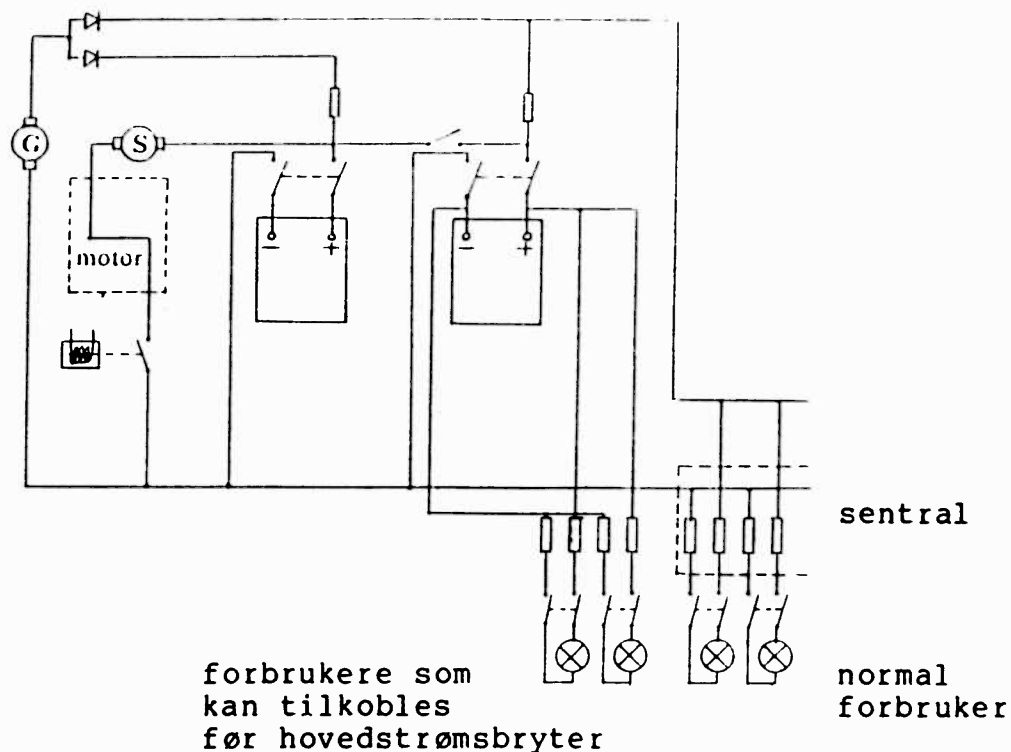 G
S
− +
− +
motor
sentral
forbrukere som
kan tilkobles
før hovedstrømsbryter
normal
forbruker